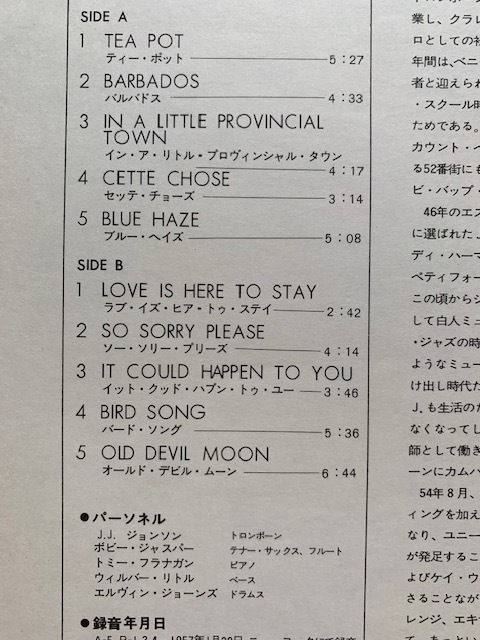 SIDE A
1 TEA POT
ティー・ポット 5:27
2 BARBADOS
バルバドス 4:33
3 IN A LITTLE PROVINCIAL
TOWN
イン・ア・リトル・プロヴィンシャル・タウン
4:17
4 CETTE CHOSE
セッテ・チョーズ 3:14
5 BLUE HAZE
ブルー・ヘイズ 5:08
SIDE B
1 LOVE IS HERE TO STAY
ラブ・イズ・ヒア・トゥ・ステイ 2:42
2 SO SORRY PLEASE
ソー・ソリー・プリーズ 4:14
3 IT COULD HAPPEN TO YOU
イット・クッド・ハプン・トゥ・ユー 3:46
4 BIRD SONG
バード・ソング 5:36
5 OLD DEVIL MOON
オールド・デビル・ムーン 6:44
●パーソネル
J.J. ジョンソン トロンボーン
ボビー・ジャスパー テナー・サックス、フルート
トミー・フラナガン ピアノ
ウィルバー・リトル ベース
エルヴィン・ジョーンズ ドラムス
●録音年月日
業し、クラレ
ロとしての初
年間は、ベニ
者と迎えられ
・スクール時
ためである。
カウント・ベ
る52番街にも
ビ・バップ・
46年のエス
に選ばれたJ.
ディ・ハーマ
ペティフォー
この頃からジ
して白人ミュ
・ジャズの時
ようなミュー
け出し時代
J.も生活のた
なくなってし
師として働き
ーンにカムバ
54年8月、
ィングを加え
なり、ユニー
が発足するこ
よびケイ・ウ
さることなが
レンジ、エキ